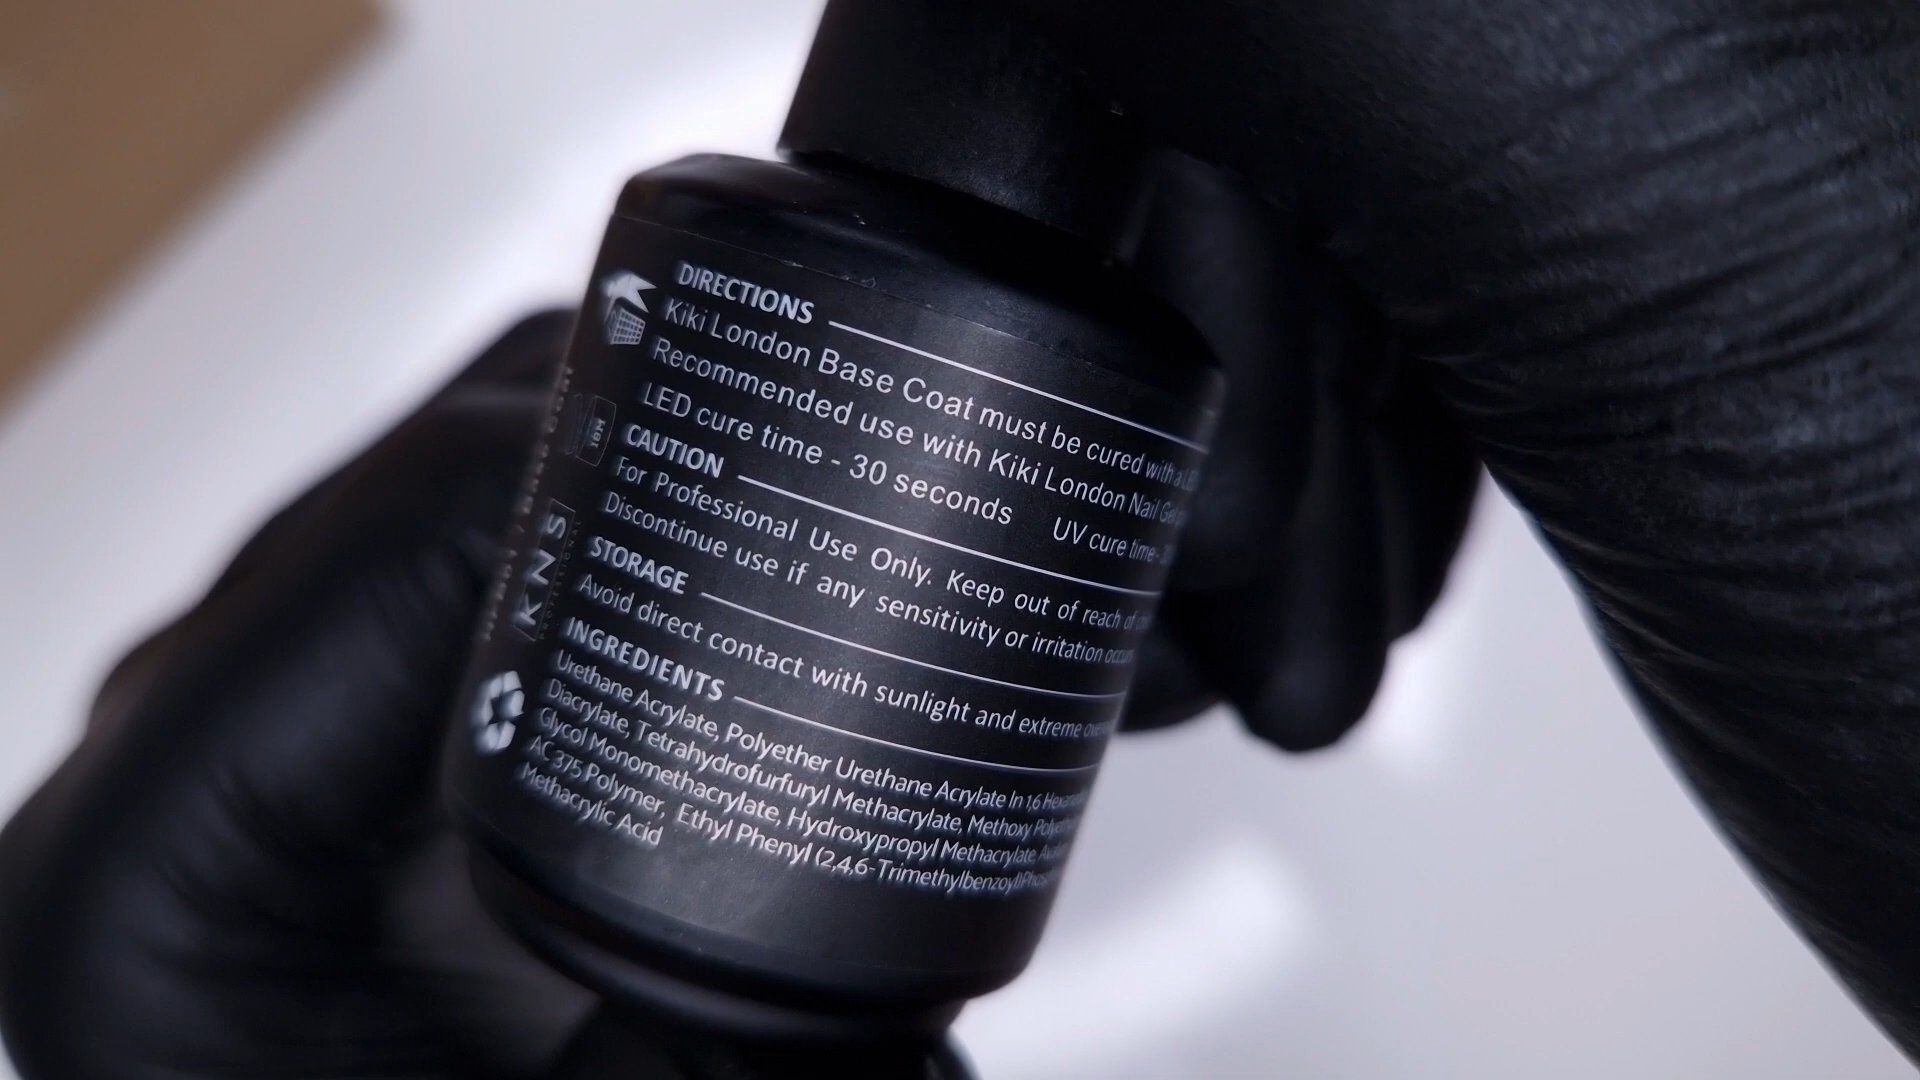 DIRECTIONS
Kiki London Base Coat must be cured with a
Recommended use with Kiki London Nail
LED cure time - 30 seconds UV cure time -
CAUTION
For Professional Use Only. Keep out of reach of
Discontinue use if any sensitivity or irritation
STORAGE
Avoid direct contact with sunlight and extreme
INGREDIENTS
Urethane Acrylate, Polyether Urethane Acrylate In 1,6
Diacrylate, Tetrahydrofurfuryl Methacrylate, Methoxy
Glycol Monomethacrylate, Hydroxypropyl Methacrylate,
AC 375 Polymer, Ethyl Phenyl (2,4,6-Trimethylbenzoyl)
Methacrylic Acid
18M
KNS